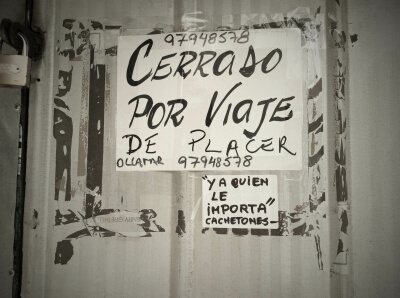 97948578
CERRADO
POR VIAJE
DE PLACER
O LLAMAR 97948578
"Y A QUIEN
LE
iMPORTA"
CACHETONES